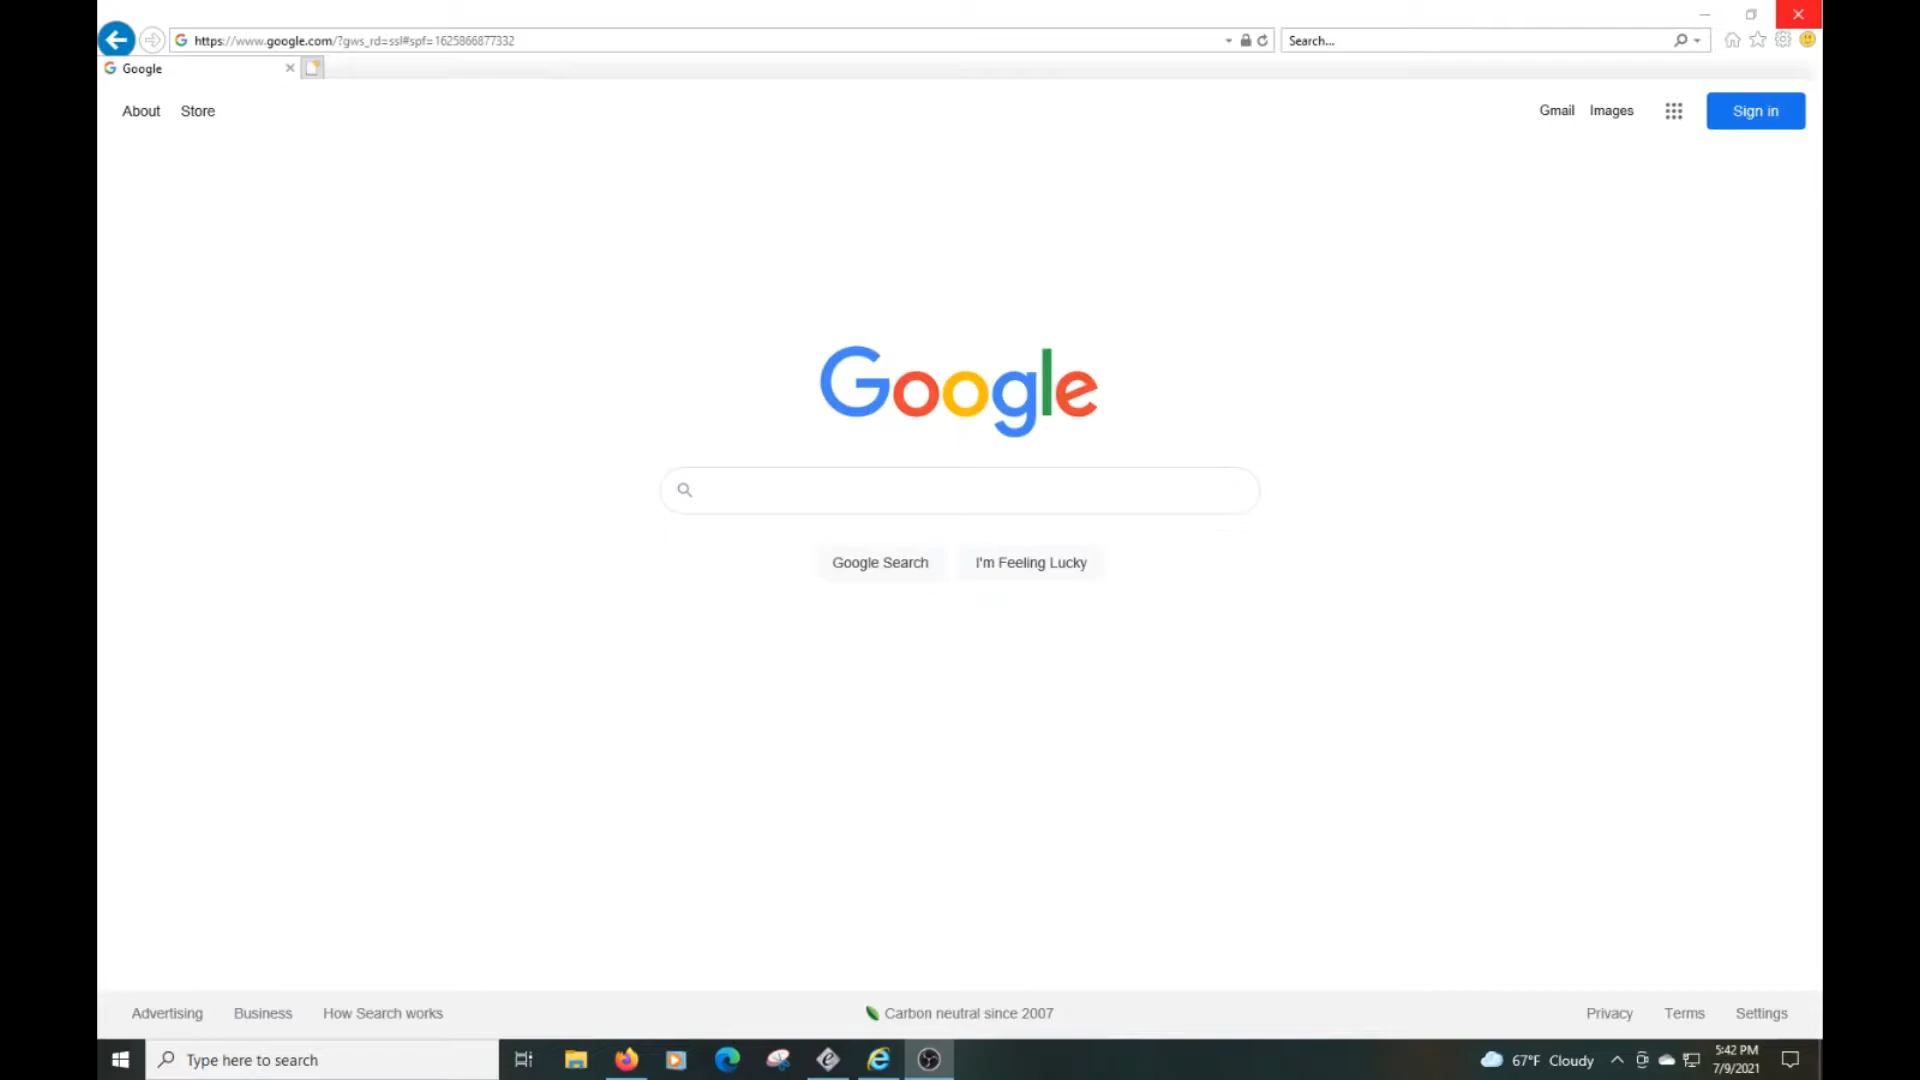 https://www.google.com/?gws_rd=ssl#spf=1625866877332
Search...
Google
About Store
Gmail Images Sign in
Google
Google Search I'm Feeling Lucky
Advertising Business How Search works
Carbon neutral since 2007
Privacy Terms Settings
Type here to search
67°F Cloudy
5:42 PM
7/9/2021